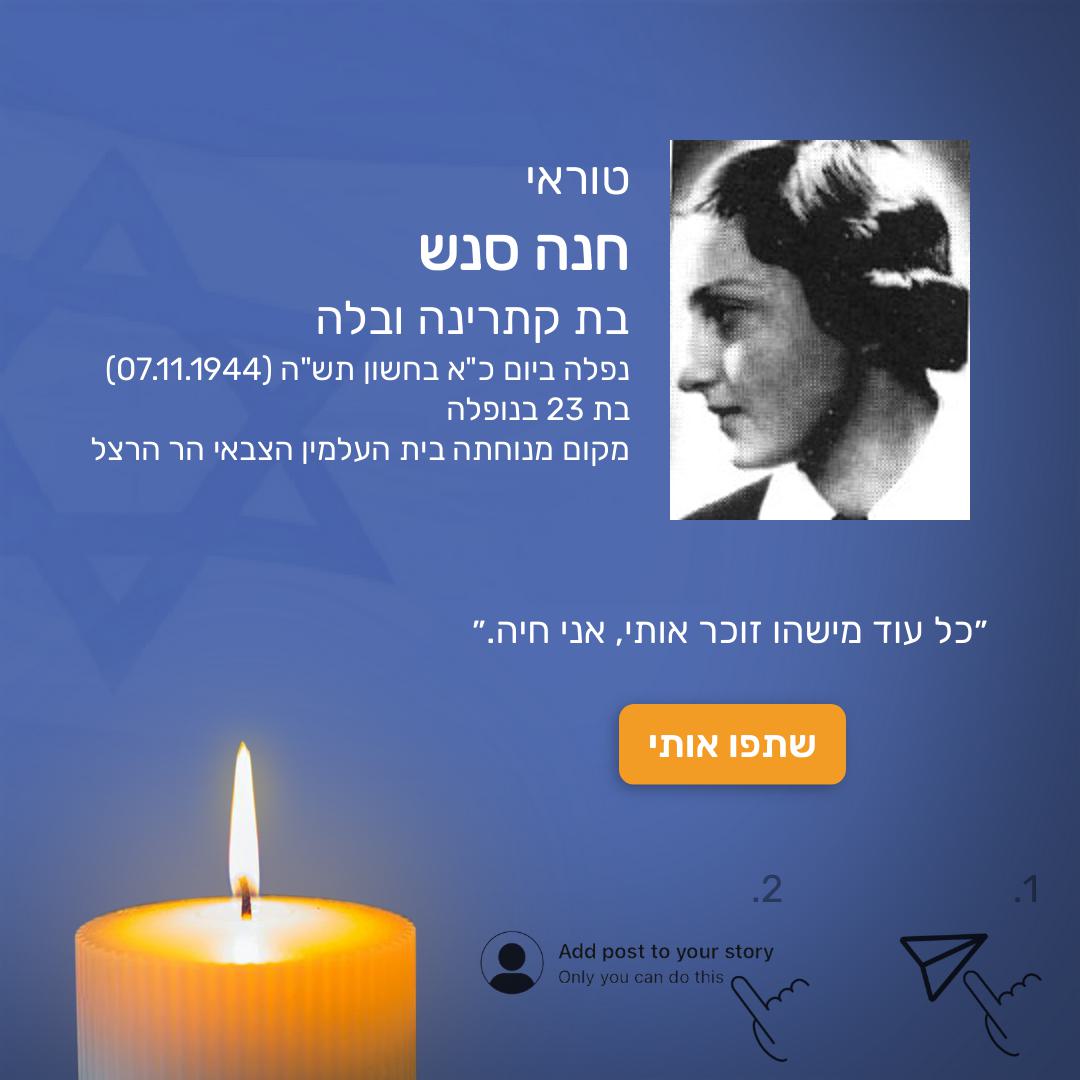 טוראי
חנה סנש
בת קתרינה ובלה
נפלה ביום כ"א בחשון תש"ה (07.11.1944)
בת 23 בנופלה
מקום מנוחתה בית העלמין הצבאי הר הרצל
״כל עוד מישהו זוכר אותי, אני חיה.״
שתפו אותי
1.
2.
Add post to your story
Only you can do this